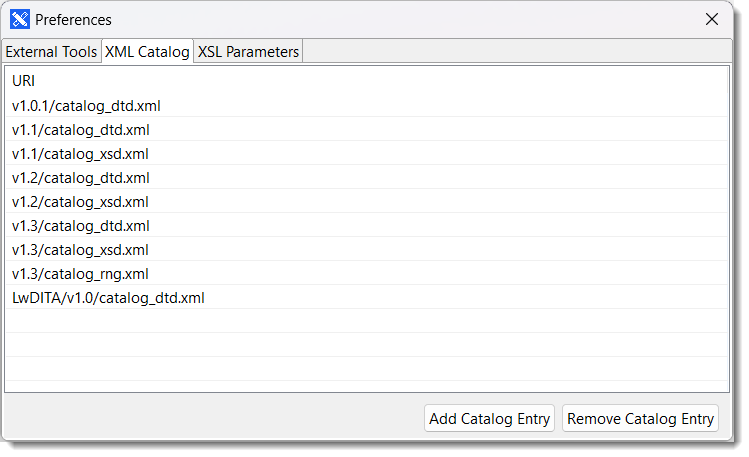 Preferences
External Tools XML Catalog XSL Parameters
URI
v1.0.1/catalog_dtd.xml
v1.1/catalog_dtd.xml
v1.1/catalog_xsd.xml
v1.2/catalog_dtd.xml
v1.2/catalog_xsd.xml
v1.3/catalog_dtd.xml
v1.3/catalog_xsd.xml
v1.3/catalog_rng.xml
LwDITA/v1.0/catalog_dtd.xml
Add Catalog Entry Remove Catalog Entry